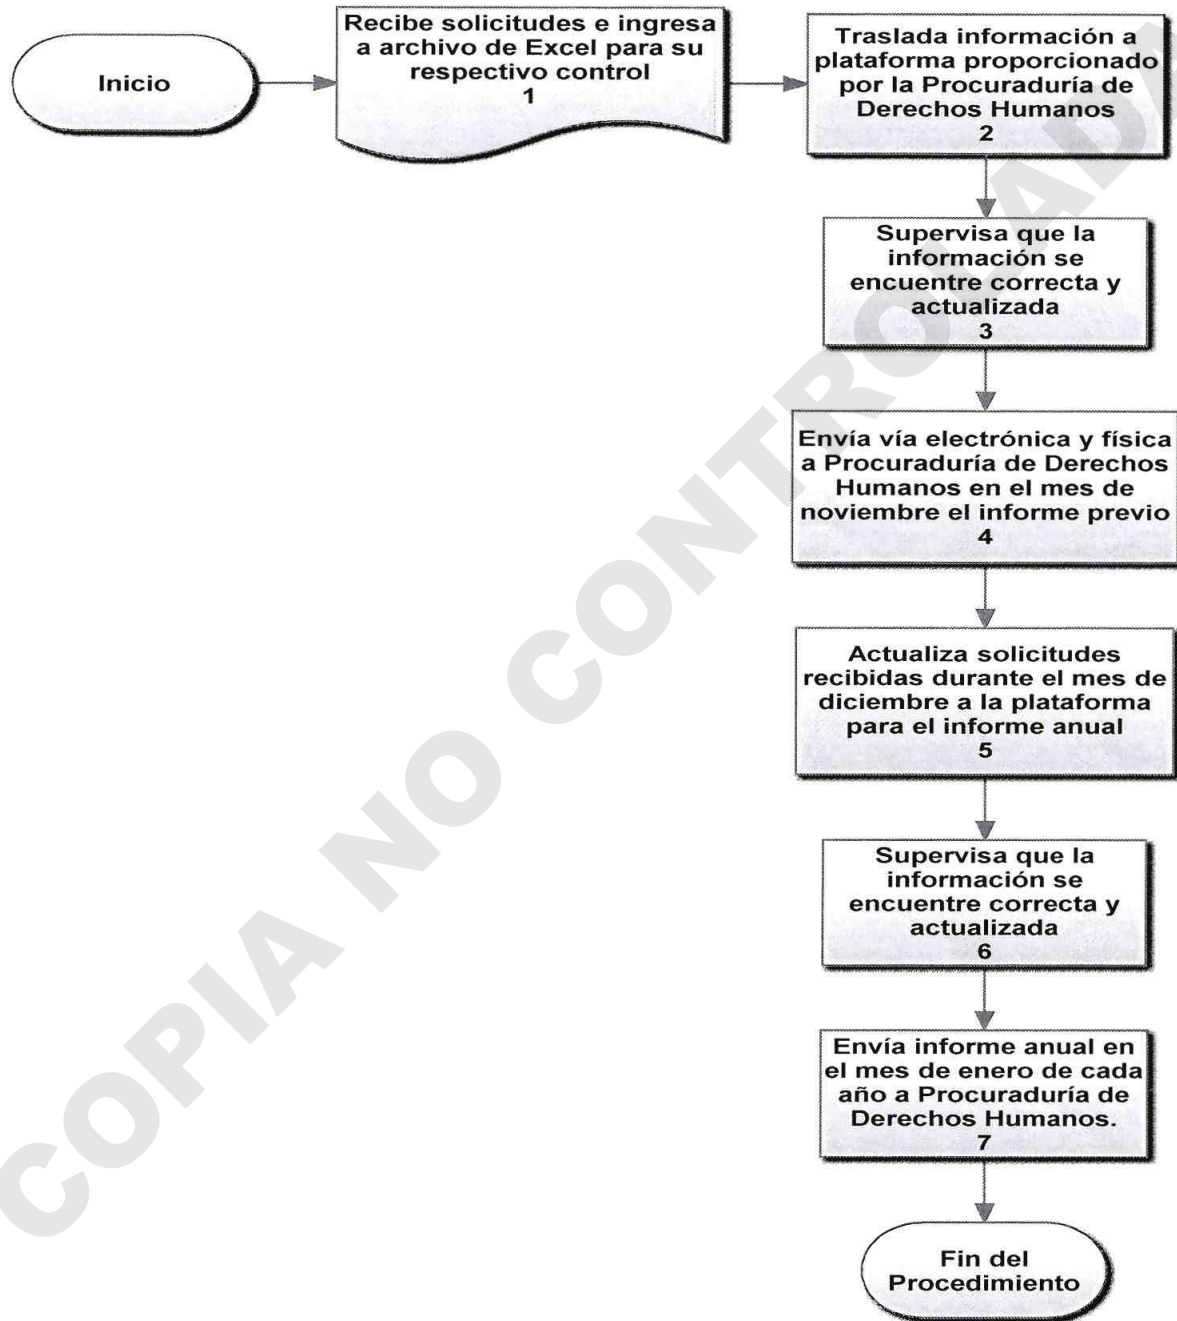 Inicio
Recibe solicitudes e ingresa
a archivo de Excel para su
respectivo control
1
Traslada información a
plataforma proporcionado
por la Procuraduría de
Derechos Humanos
2
Supervisa que la
información se
encuentre correcta y
actualizada
3
Envía vía electrónica y física
a Procuraduría de Derechos
Humanos en el mes de
noviembre el informe previo
4
Actualiza solicitudes
recibidas durante el mes de
diciembre a la plataforma
para el informe anual
5
Supervisa que la
información se
encuentre correcta y
actualizada
6
Envía informe anual en
el mes de enero de cada
año a Procuraduría de
Derechos Humanos.
7
Fin del
Procedimiento
COPIA NO CONTROLADA